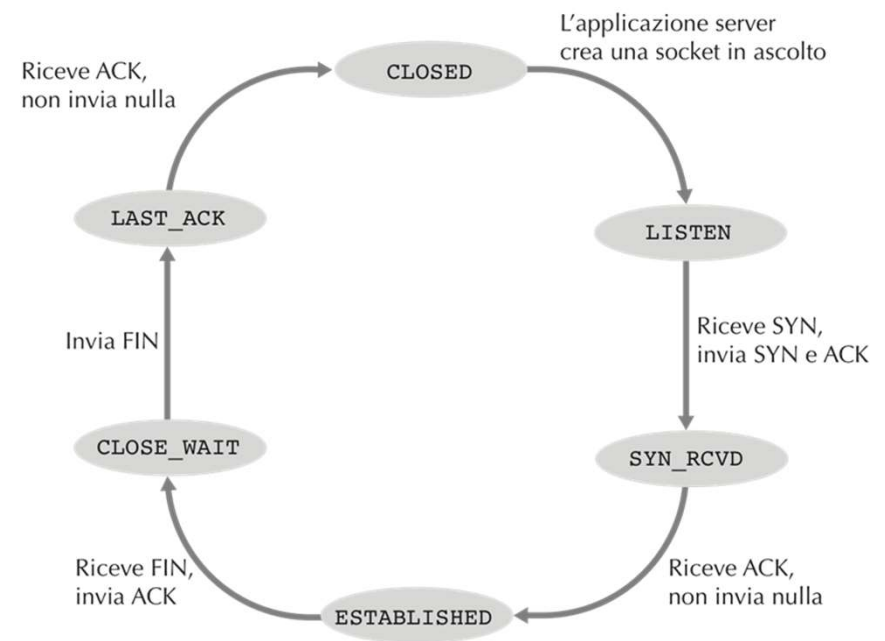 L'applicazione server
crea una socket in ascolto
Riceve ACK,
non invia nulla
CLOSED
LAST_ACK
LISTEN
Invia FIN
Riceve SYN,
invia SYN e ACK
CLOSE_WAIT
SYN_RCVD
Riceve FIN,
invia ACK
Riceve ACK,
non invia nulla
ESTABLISHED